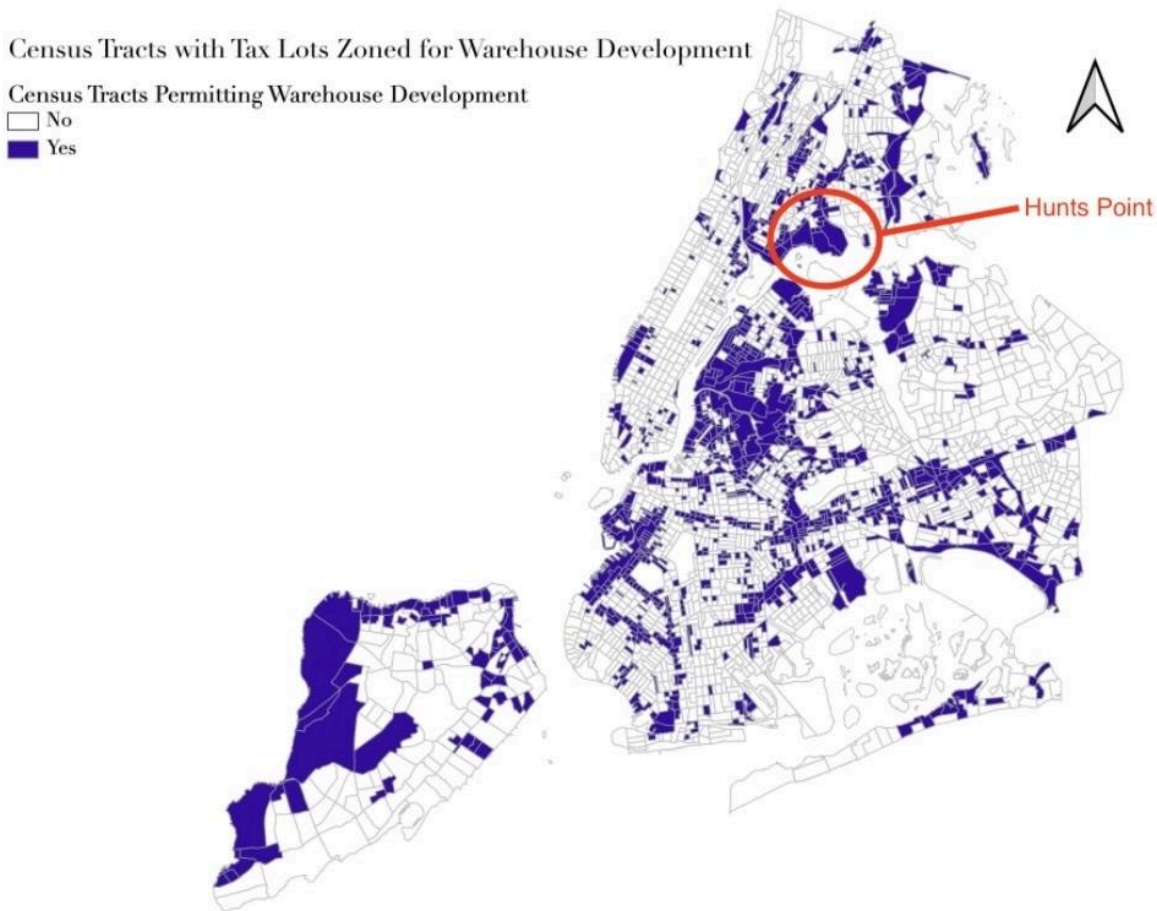 Census Tracts with Tax Lots Zoned for Warehouse Development
Census Tracts Permitting Warehouse Development
No
Yes
Hunts Point